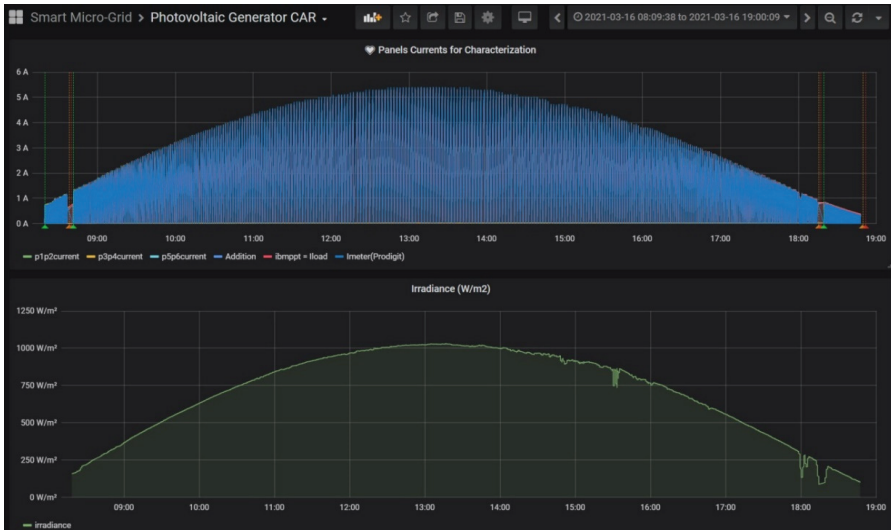 Smart Micro-Grid > Photovoltaic Generator CAR
2021-03-16 08:09:38 to 2021-03-16 19:00:09
Panels Currents for Characterization
6 A
5 A
4 A
3 A
2 A
1 A
0 A
09:00 10:00 11:00 12:00 13:00 14:00 15:00 16:00 17:00 18:00 19:00
p1p2current p3p4current p5p6current Addition ibmppt = Iload Imeter(Prodigit)
Irradiance (W/m2)
1250 W/m²
1000 W/m²
750 W/m²
500 W/m²
250 W/m²
0 W/m²
09:00 10:00 11:00 12:00 13:00 14:00 15:00 16:00 17:00 18:00 19:00
irradiance